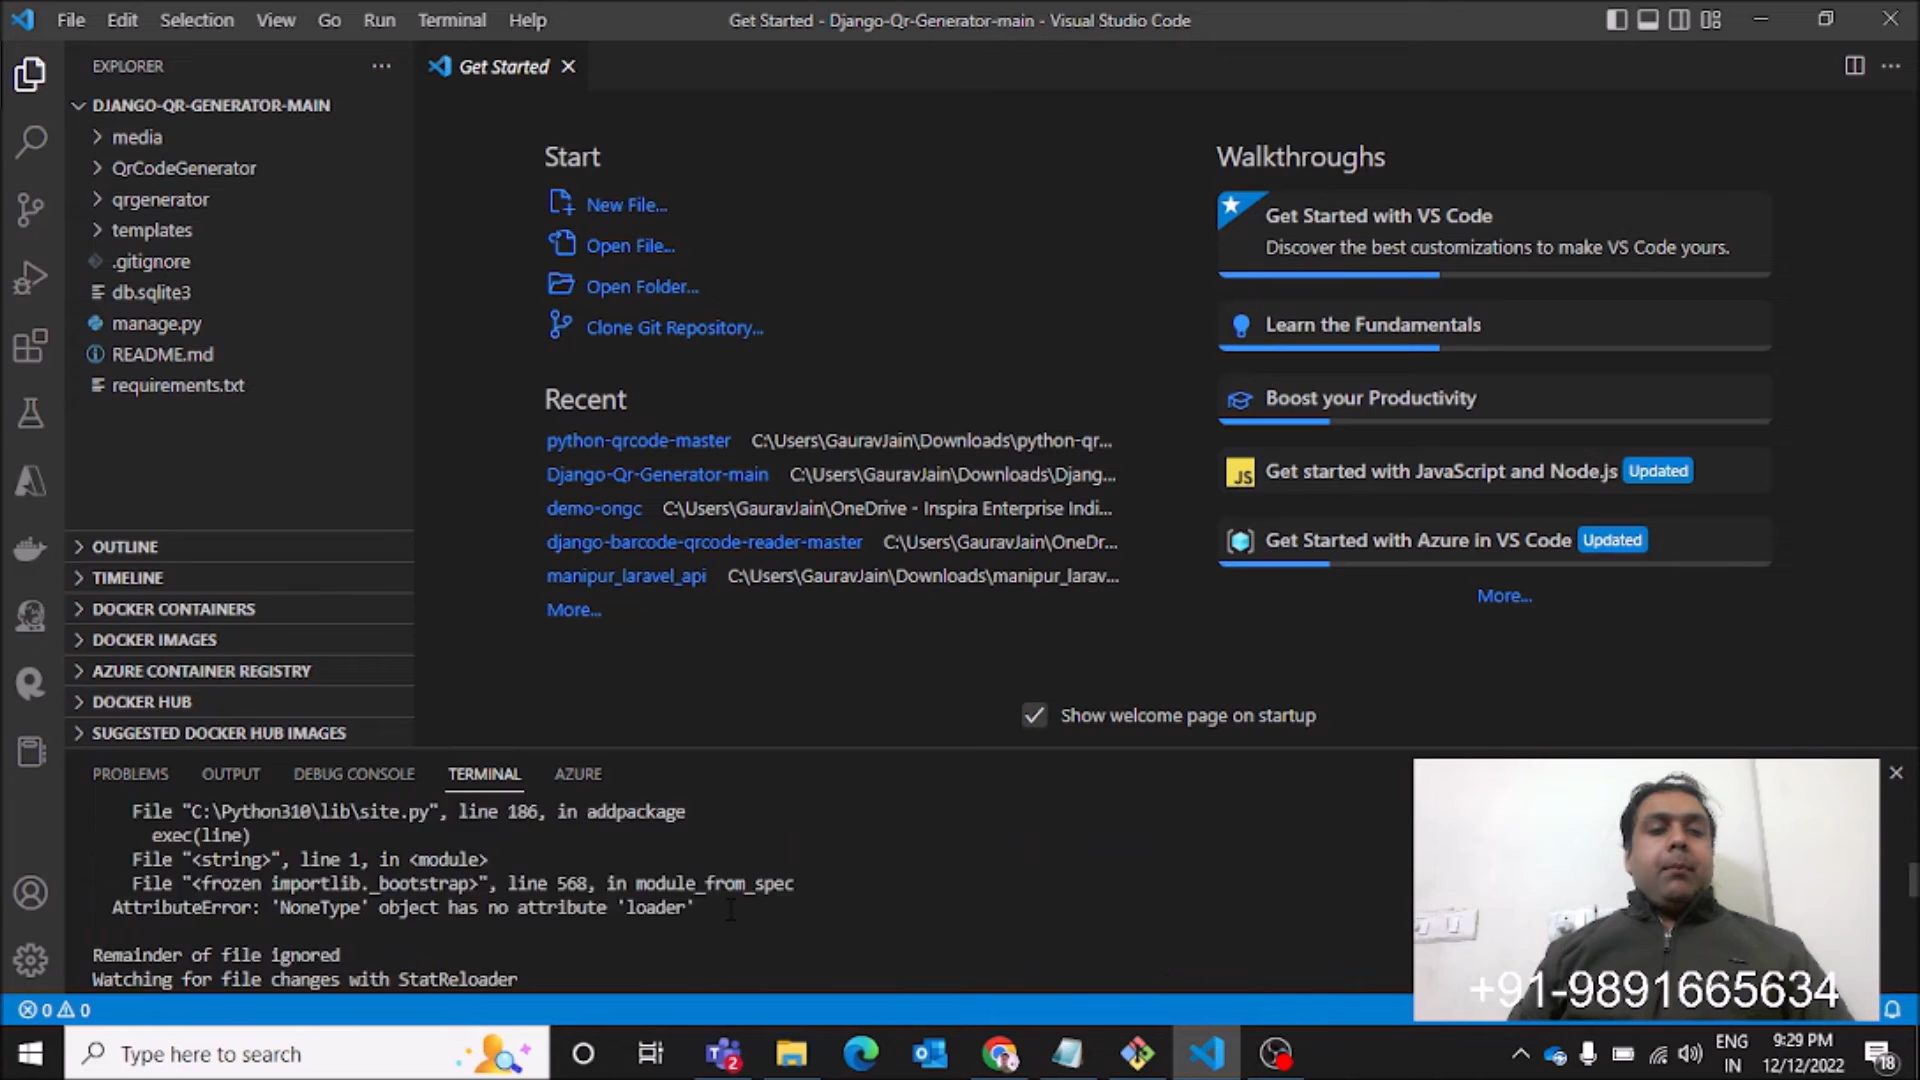 File Edit Selection View Go Run Terminal Help
Get Started - Django-Qr-Generator-main - Visual Studio Code
EXPLORER
Get Started
DJANGO-QR-GENERATOR-MAIN
media
QrCodeGenerator
qrgenerator
templates
.gitignore
db.sqlite3
manage.py
README.md
requirements.txt
OUTLINE
TIMELINE
DOCKER CONTAINERS
DOCKER IMAGES
AZURE CONTAINER REGISTRY
DOCKER HUB
SUGGESTED DOCKER HUB IMAGES
Start
New File...
Open File...
Open Folder...
Clone Git Repository...
Recent
python-qrcode-master C:\Users\GauravJain\Downloads\python-qr...
Django-Qr-Generator-main C:\Users\GauravJain\Downloads\Djang...
demo-ongc C:\Users\GauravJain\OneDrive - Inspira Enterprise Indi...
django-barcode-qrcode-reader-master C:\Users\GauravJain\OneDr...
manipur_laravel_api C:\Users\GauravJain\Downloads\manipur_larav...
More...
Walkthroughs
Get Started with VS Code
Discover the best customizations to make VS Code yours.
Learn the Fundamentals
Boost your Productivity
JS Get started with JavaScript and Node.js Updated
Get Started with Azure in VS Code Updated
More...
Show welcome page on startup
PROBLEMS OUTPUT DEBUG CONSOLE TERMINAL AZURE
File "C:\Python310\lib\site.py", line 186, in addpackage
exec(line)
File "<string>", line 1, in <module>
File "<frozen importlib._bootstrap>", line 568, in module_from_spec
AttributeError: 'NoneType' object has no attribute 'loader'
Remainder of file ignored
Watching for file changes with StatReloader
+91-9891665634
0 0
Type here to search
2
ENG
IN
9:29 PM
12/12/2022
18